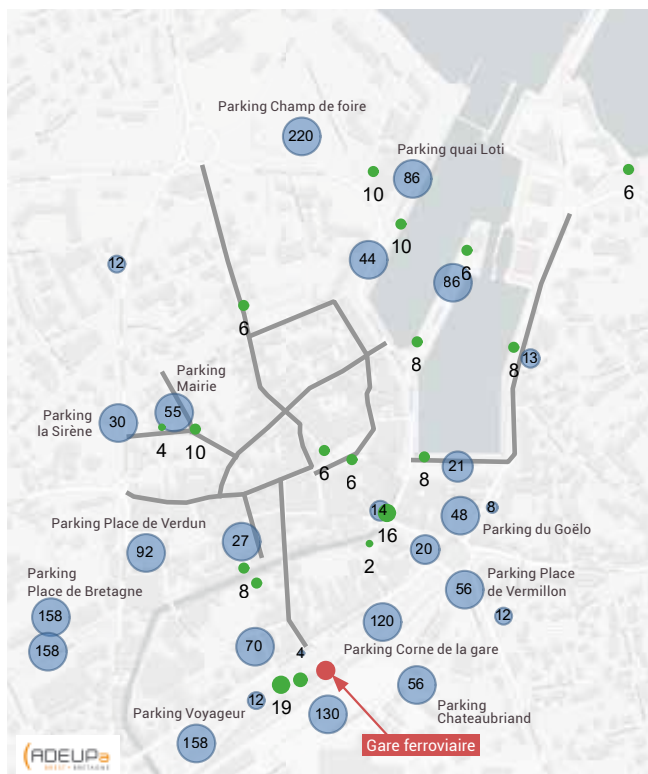 Parking Champ de foire
220
Parking quai Loti
86
10
6
10
44
12
6
86
6
8
13
8
Parking
Mairie
55
Parking
la Sirène
30
4
10
6
6
8
21
14
16
8
48
Parking du Goëlo
Parking Place de Verdun
27
92
2
20
8
Parking
Place de Bretagne
Parking Place
de Vermillon
56
158
12
120
158
70
4
Parking Corne de la gare
56
12
19
130
Parking
Chateaubriand
Parking Voyageur
158
Gare ferroviaire
ADEUPa
BREST • BRETAGNE